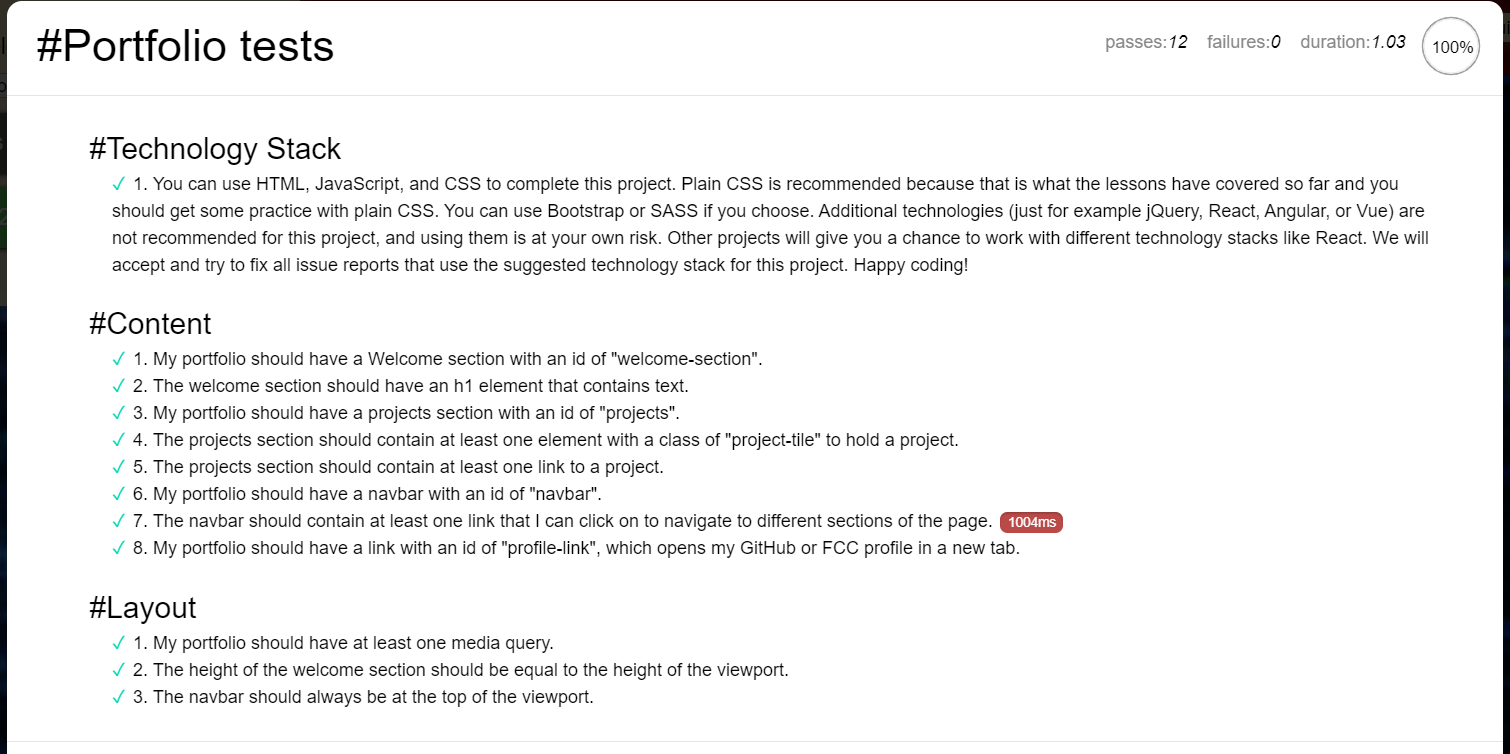 #Portfolio tests
passes:12 failures:0 duration:1.03 100%
#Technology Stack
✓ 1. You can use HTML, JavaScript, and CSS to complete this project. Plain CSS is recommended because that is what the lessons have covered so far and you
should get some practice with plain CSS. You can use Bootstrap or SASS if you choose. Additional technologies (just for example jQuery, React, Angular, or Vue) are
not recommended for this project, and using them is at your own risk. Other projects will give you a chance to work with different technology stacks like React. We will
accept and try to fix all issue reports that use the suggested technology stack for this project. Happy coding!
#Content
✓ 1. My portfolio should have a Welcome section with an id of "welcome-section".
✓ 2. The welcome section should have an h1 element that contains text.
✓ 3. My portfolio should have a projects section with an id of "projects".
✓ 4. The projects section should contain at least one element with a class of "project-tile" to hold a project.
✓ 5. The projects section should contain at least one link to a project.
✓ 6. My portfolio should have a navbar with an id of "navbar".
✓ 7. The navbar should contain at least one link that I can click on to navigate to different sections of the page. 1004ms
✓ 8. My portfolio should have a link with an id of "profile-link", which opens my GitHub or FCC profile in a new tab.
#Layout
✓ 1. My portfolio should have at least one media query.
✓ 2. The height of the welcome section should be equal to the height of the viewport.
✓ 3. The navbar should always be at the top of the viewport.